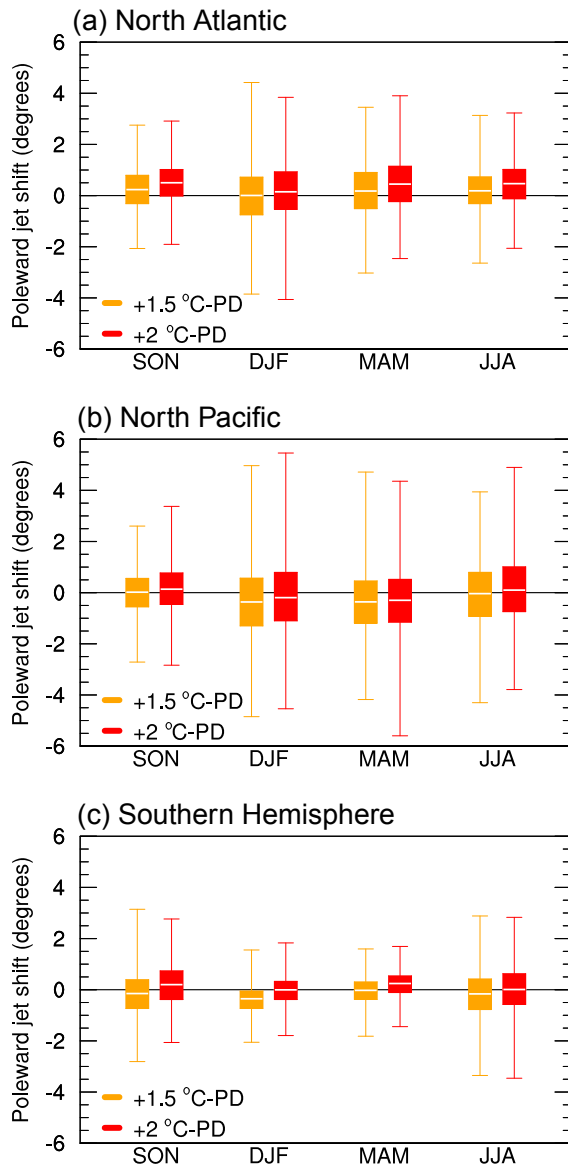 (a) North Atlantic
6
4
2
0
-2
-4
-6
Poleward jet shift (degrees)
+1.5 °C-PD
+2 °C-PD
SON DJF MAM JJA
(b) North Pacific
6
4
2
0
-2
-4
-6
Poleward jet shift (degrees)
+1.5 °C-PD
+2 °C-PD
SON DJF MAM JJA
(c) Southern Hemisphere
6
4
2
0
-2
-4
-6
Poleward jet shift (degrees)
+1.5 °C-PD
+2 °C-PD
SON DJF MAM JJA